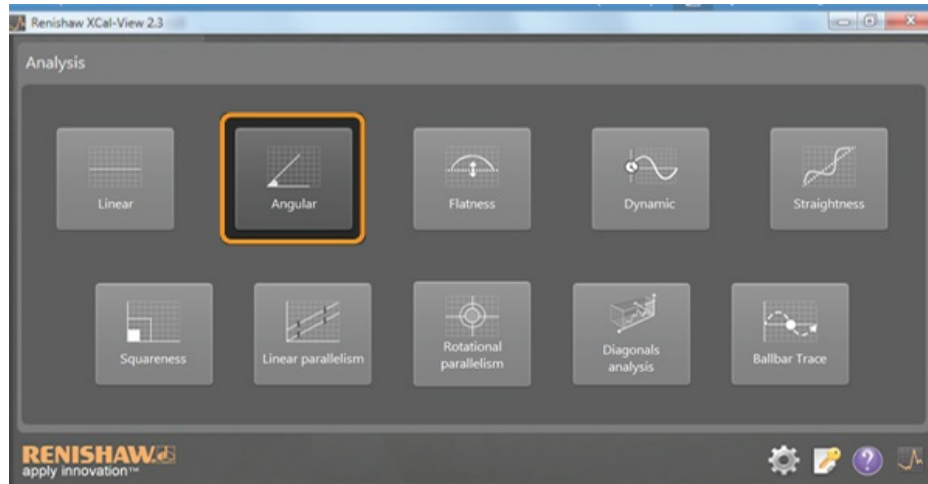 Renishaw XCal-View 2.3
Analysis
Linear
Angular
Flatness
Dynamic
Straightness
Squareness
Linear parallelism
Rotational
parallelism
Diagonals
analysis
Ballbar Trace
RENISHAW
apply innovation™